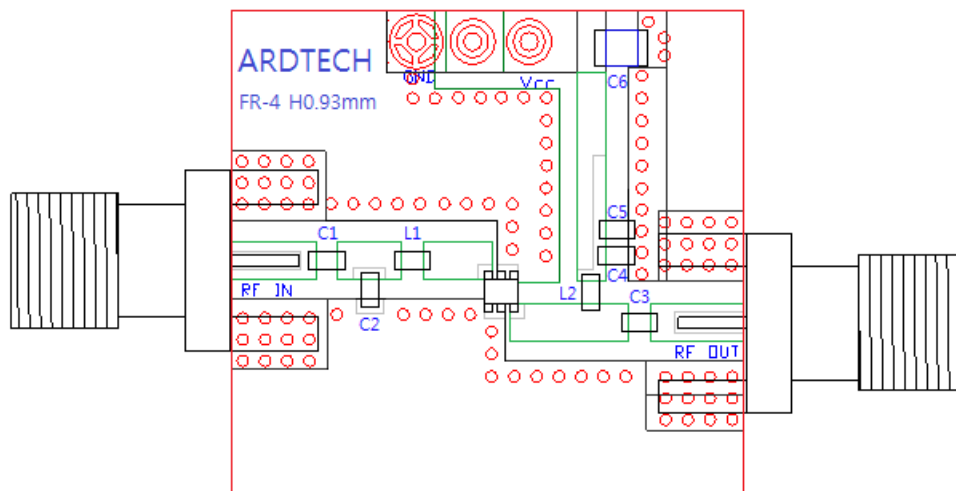 ARDTECH
FR-4 H0.93mm
GND
Vcc
C6
C5
C4
C1
L1
RF IN
C2
L2
C3
RF OUT